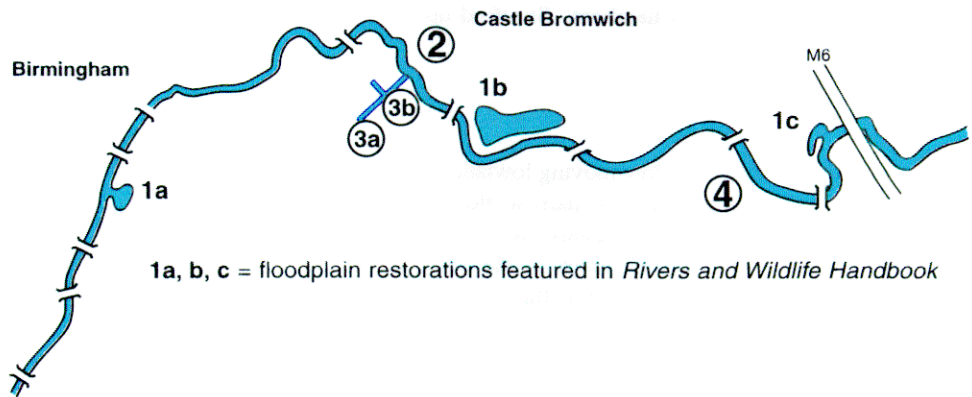 Castle Bromwich
2
M6
Birmingham
1b
3b
1c
3a
1a
4
1a, b, c = floodplain restorations featured in Rivers and Wildlife Handbook